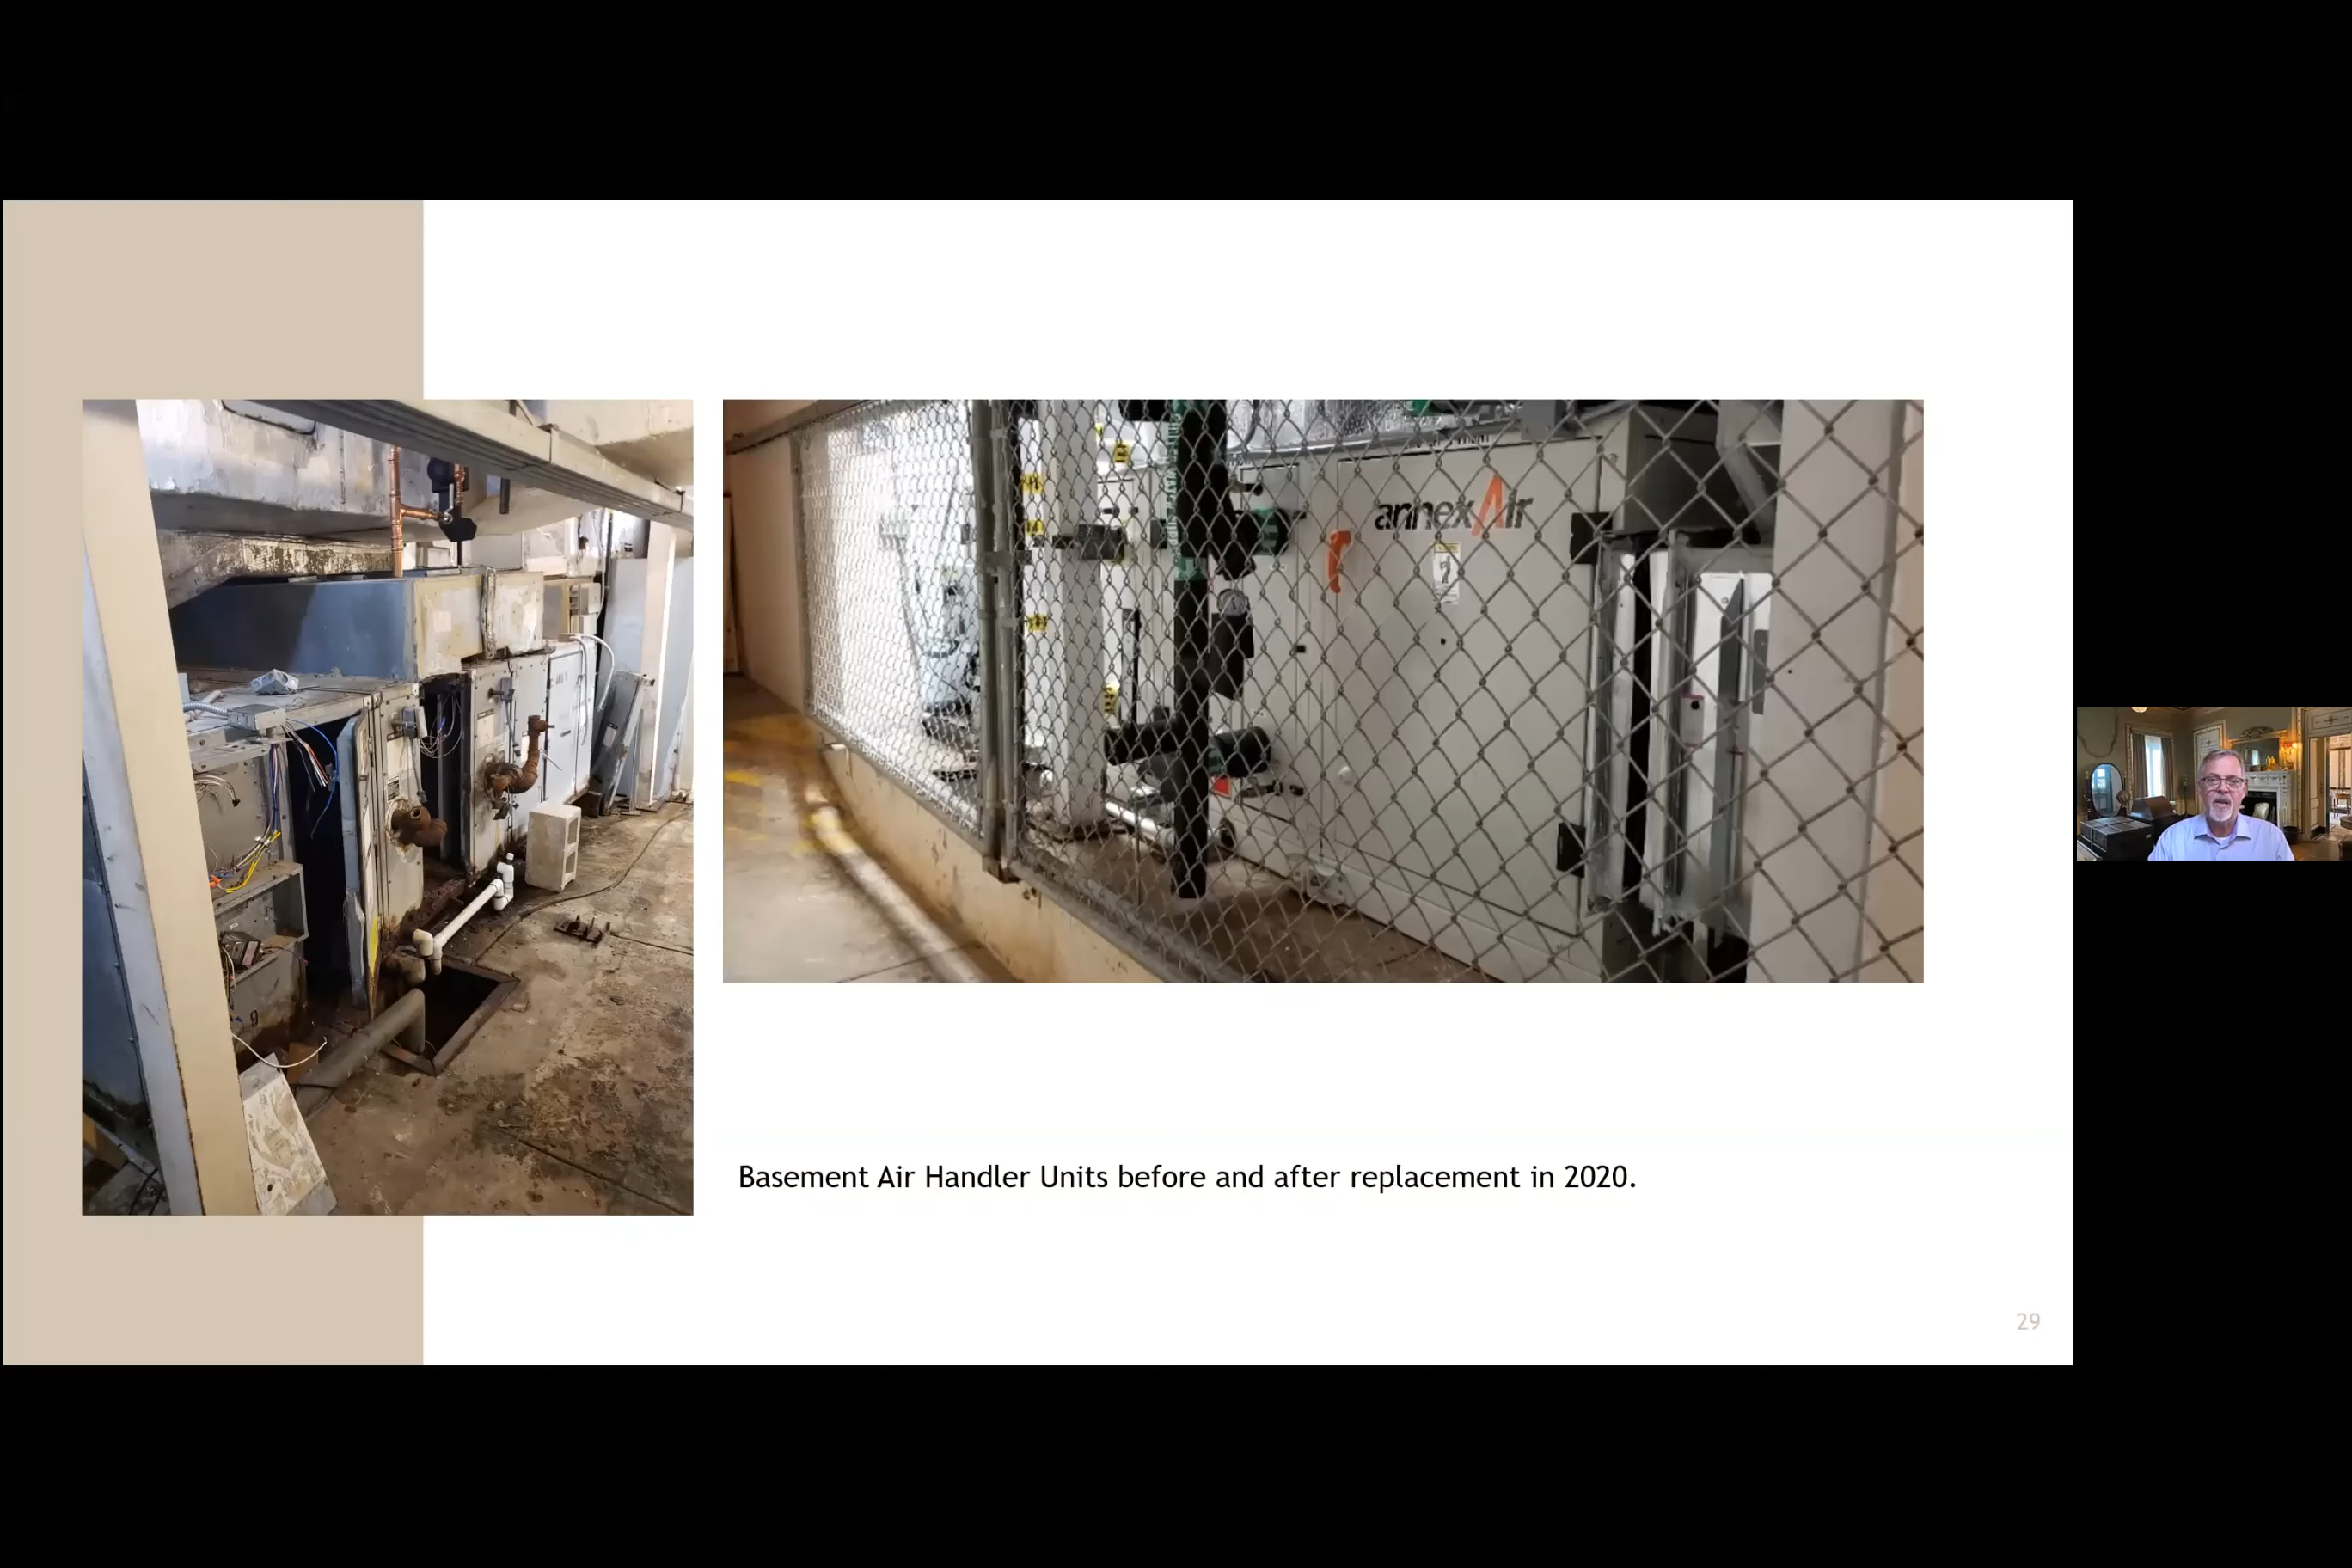 annexAir
Basement Air Handler Units before and after replacement in 2020.
29